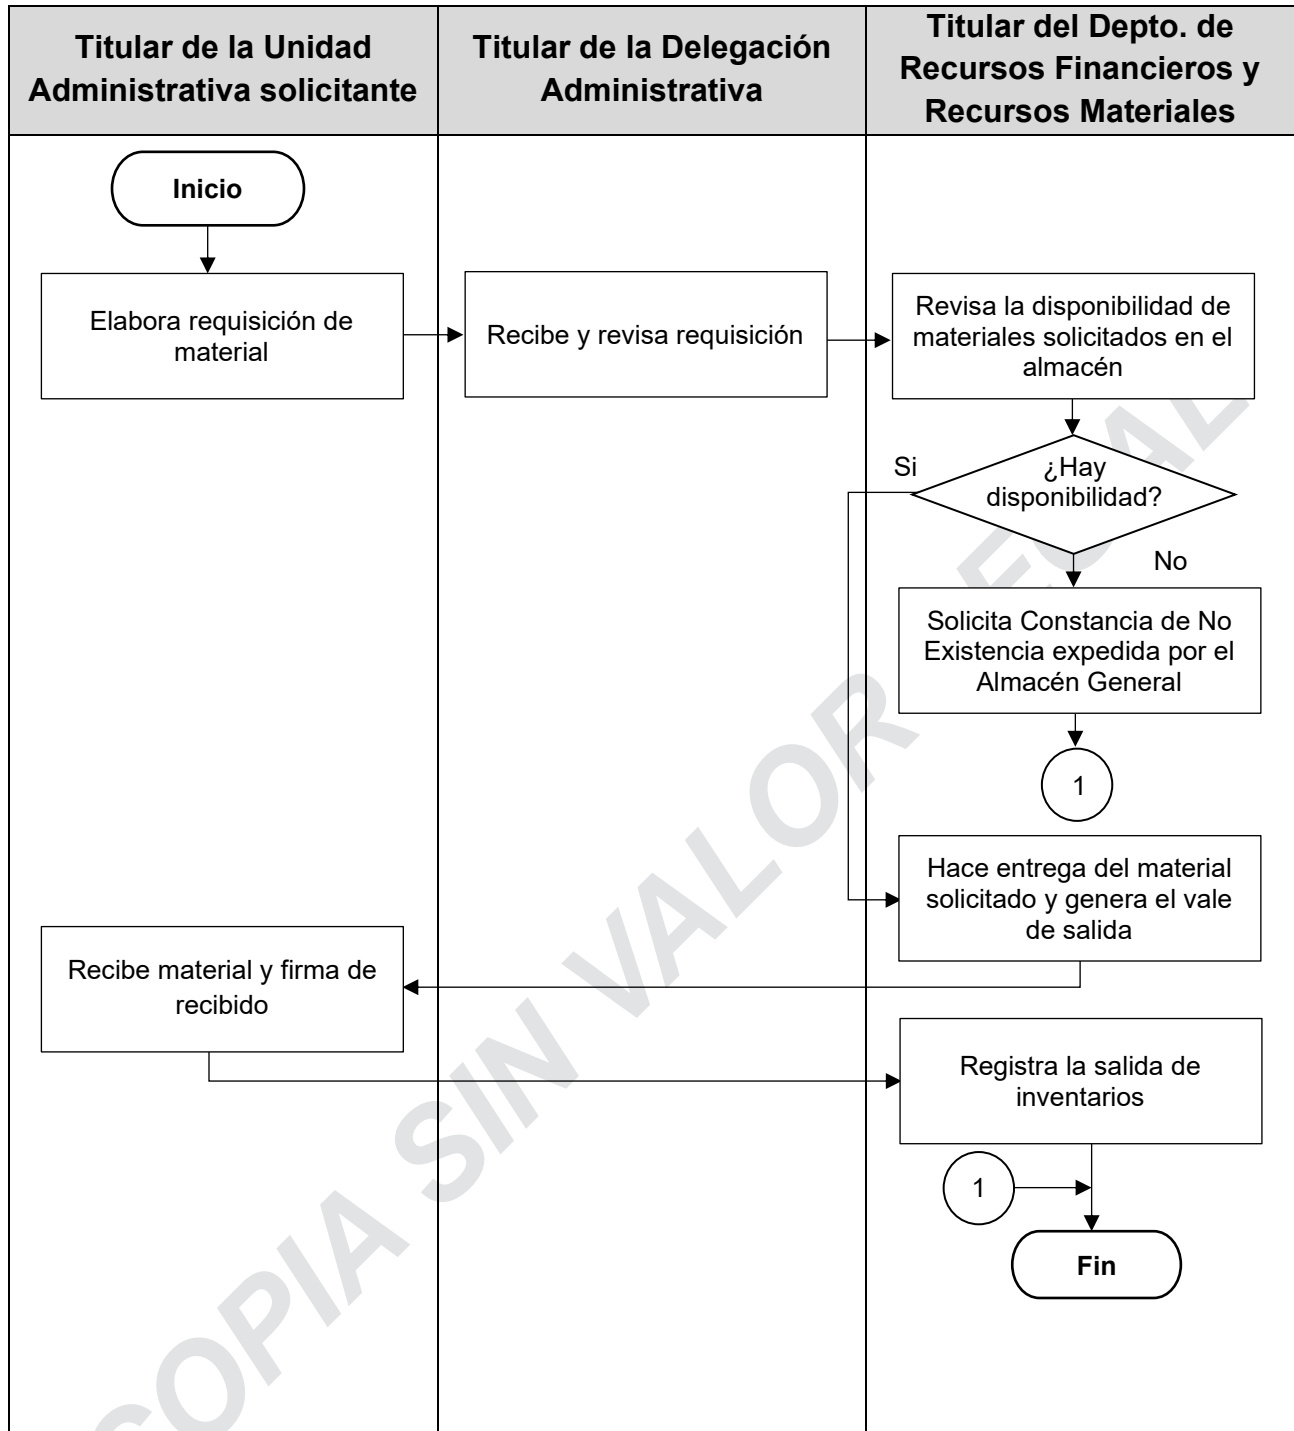 Titular de la Unidad
Administrativa solicitante
Titular de la Delegación
Administrativa
Titular del Depto. de
Recursos Financieros y
Recursos Materiales
Inicio
Elabora requisición de
material
Recibe y revisa requisición
Revisa la disponibilidad de
materiales solicitados en el
almacén
¿Hay
disponibilidad?
Si
No
Solicita Constancia de No
Existencia expedida por el
Almacén General
1
Hace entrega del material
solicitado y genera el vale
de salida
Recibe material y firma de
recibido
Registra la salida de
inventarios
1
Fin
COPIA SIN VALOR